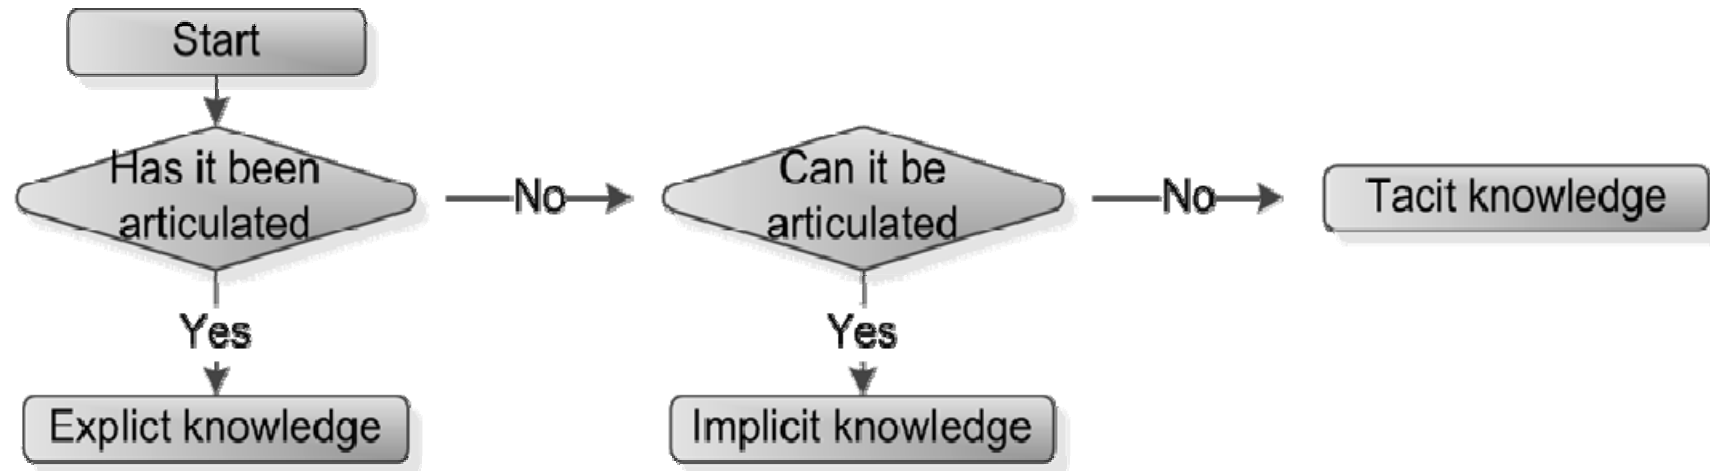 Start
Has it been
articulated
No
Can it be
articulated
No
Tacit knowledge
Yes
Yes
Explict knowledge
Implicit knowledge